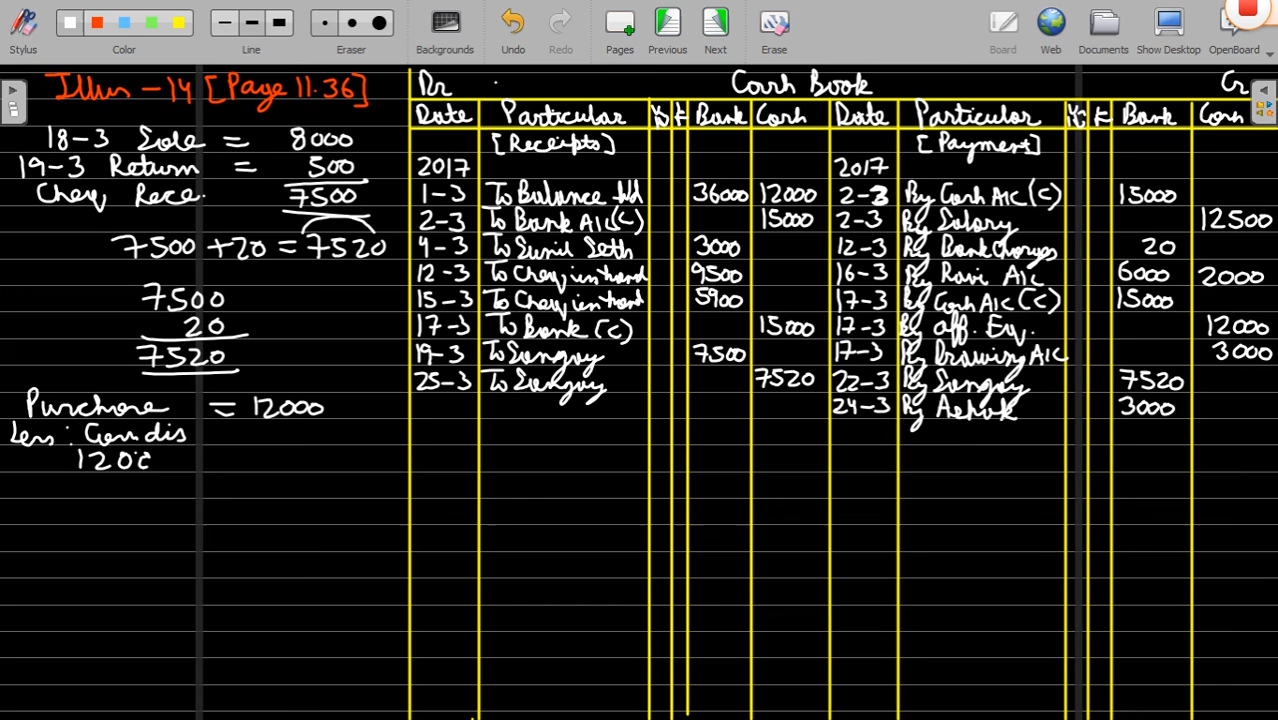 Stylus
Color
Line
Eraser
Backgrounds
Undo
Redo
Pages
Previous
Next
Erase
Board
Web
Documents
Show Desktop
OpenBoard
Illus - 14 [Page 11.36]
18-3 Sale = 8000
19-3 Return = 500
Cheq Rece. 7500
7500 + 20 = 7520
7500
20
7520
Purchase = 12000
Less: Cash dis
Dr Cash Book Cr
Date Particular Bank Cash Date Particular Bank Cash
[Receipts] [Payment]
2017 2017
1-3 To Balance b/d 36000 12000 2-3 By Cash A/C (C) 15000
2-3 To Bank A/C (C) 15000 2-3 By Salary 12500
4-3 To Sunil Seth 3000 12-3 By Bank Charges 20
12-3 To Cheq in hand 9500 16-3 By Ravi A/C 6000 2000
15-3 To Cheq in hand 5900 17-3 By Cash A/C (C) 15000
17-3 To Bank (C) 15000 17-3 By off. Eq. 12000
19-3 To Sanjay 7500 17-3 By Drawing A/C 3000
25-3 To Sanjay 7520 22-3 By Sanjay 7520
24-3 By Ashok 3000